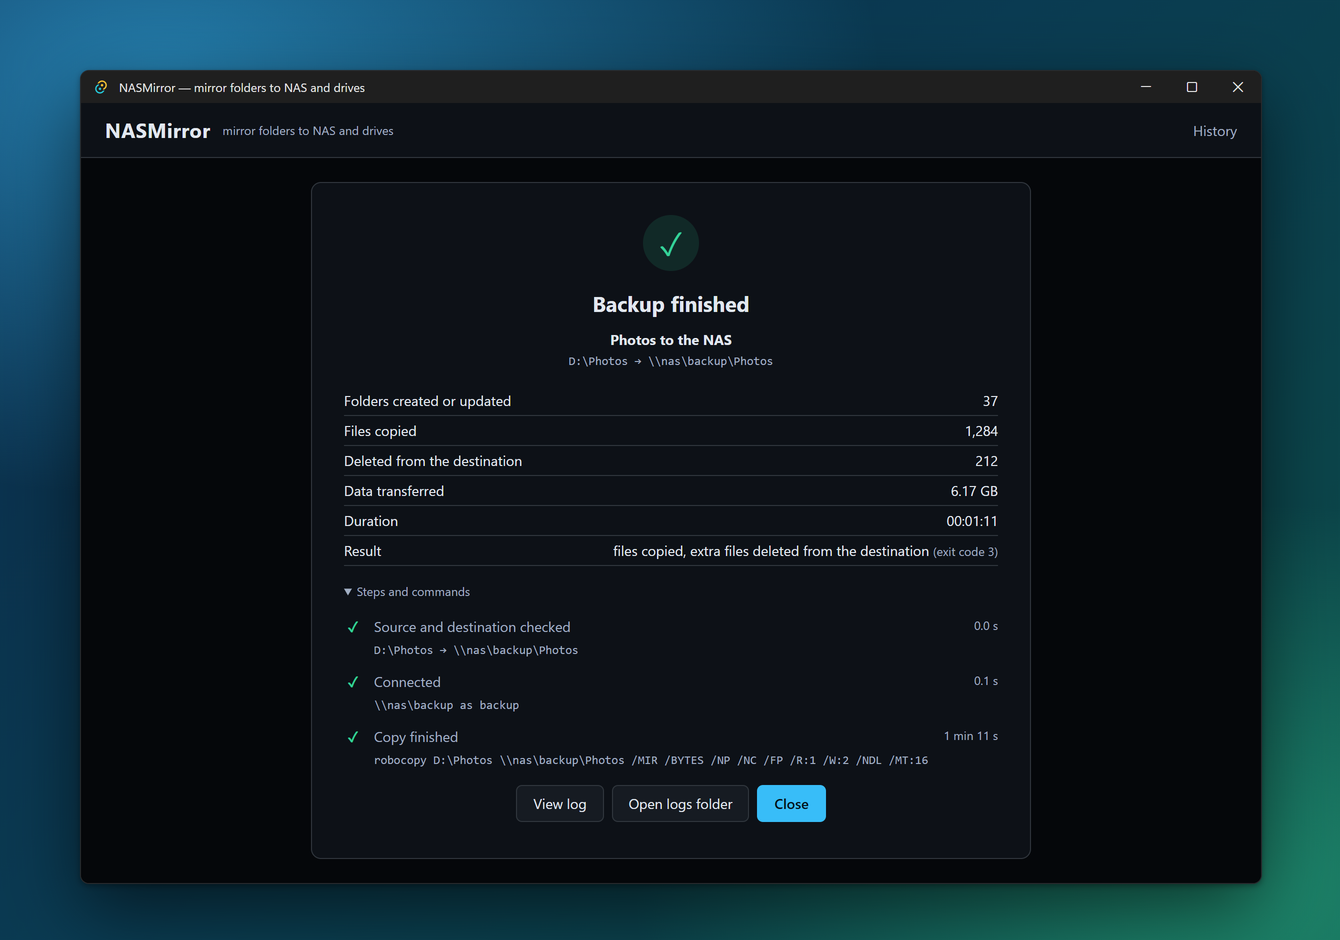 NASMirror — mirror folders to NAS and drives
NASMirror mirror folders to NAS and drives History
✓
Backup finished
Photos to the NAS
D:\Photos → \\nas\backup\Photos
Folders created or updated 37
Files copied 1,284
Deleted from the destination 212
Data transferred 6.17 GB
Duration 00:01:11
Result files copied, extra files deleted from the destination (exit code 3)
▼ Steps and commands
✓ Source and destination checked 0.0 s
D:\Photos → \\nas\backup\Photos
✓ Connected 0.1 s
\\nas\backup as backup
✓ Copy finished 1 min 11 s
robocopy D:\Photos \\nas\backup\Photos /MIR /BYTES /NP /NC /FP /R:1 /W:2 /NDL /MT:16
View log Open logs folder Close